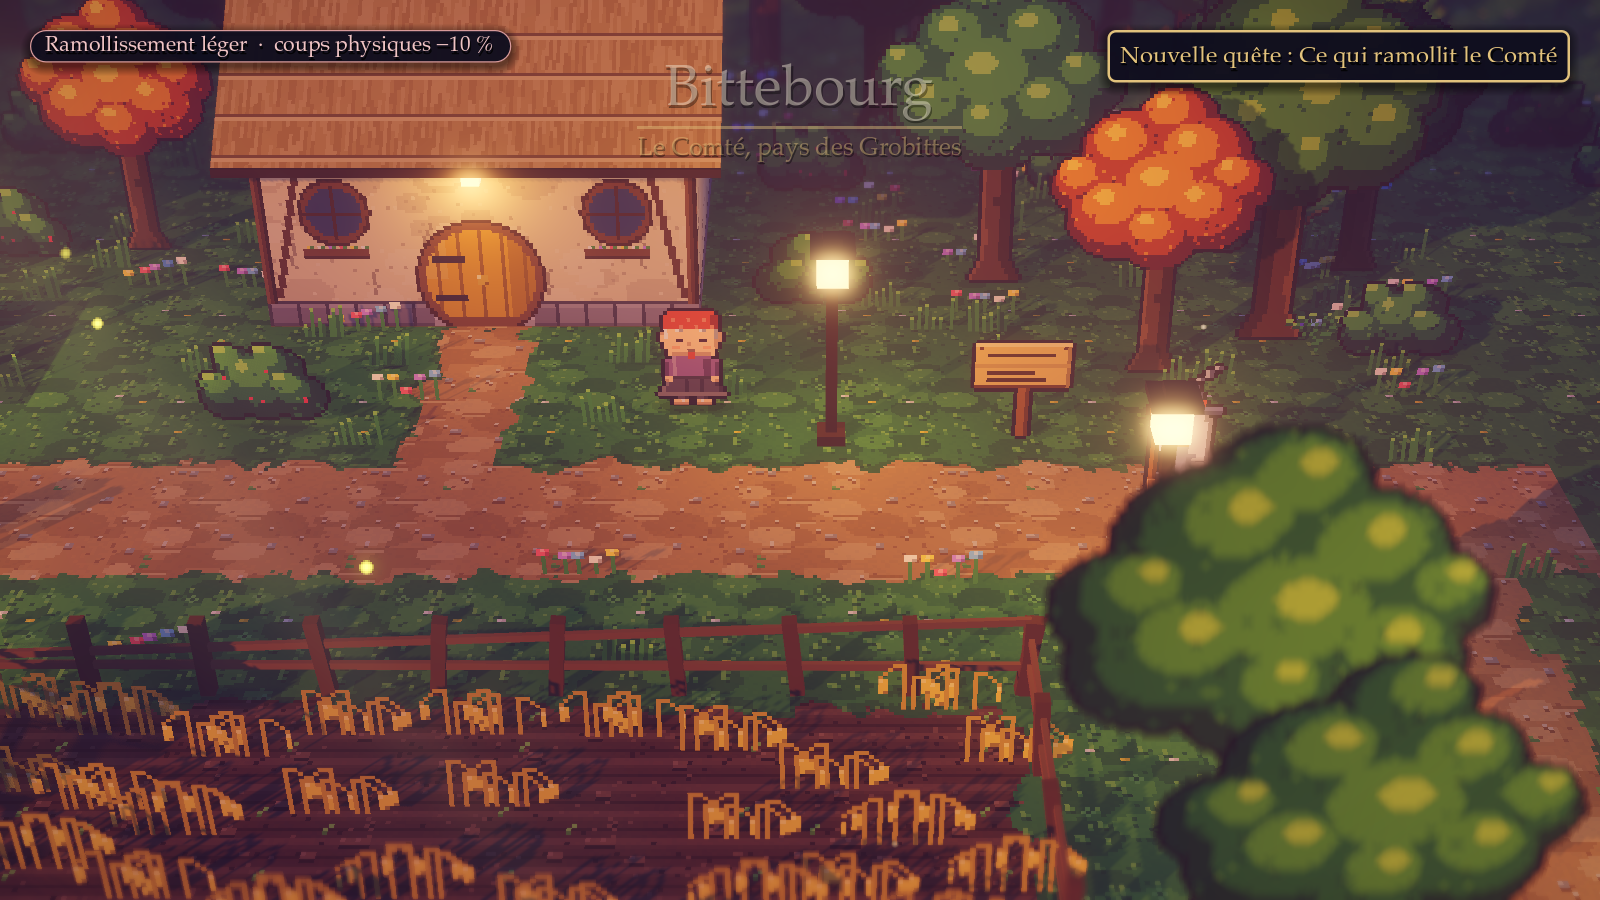 Ramollissement léger · coups physiques −10 %
Nouvelle quête : Ce qui ramollit le Comté
Bittebourg
Le Comté, pays des Grobittes